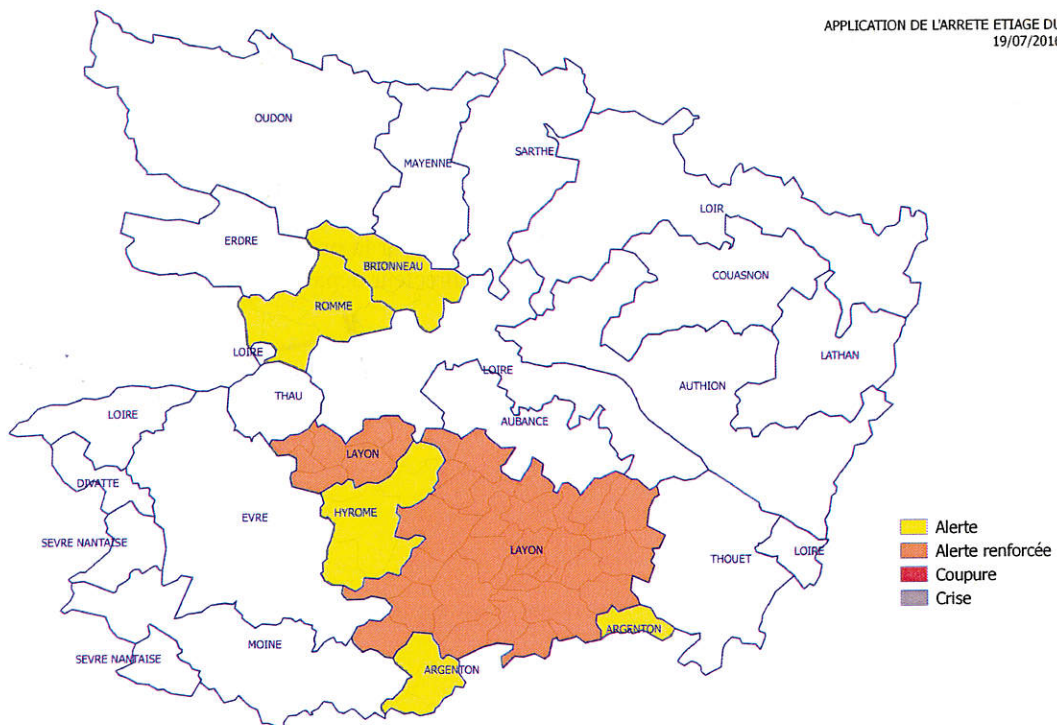 APPLICATION DE L'ARRETE ETIAGE DU
19/07/2016
OUDON
MAYENNE
SARTHE
LOIR
ERDRE
BRIONNEAU
COUASNON
ROMME
LOIRE
LATHAN
LOIRE
AUTHION
THAU
LOIRE
AUBANCE
LAYON
DIVATTE
EVRE
HYROME
SEVRE NANTAISE
LAYON
THOUET
LOIRE
Alerte
Alerte renforcée
Coupure
Crise
ARGENTON
MOINE
SEVRE NANTAISE
ARGENTON